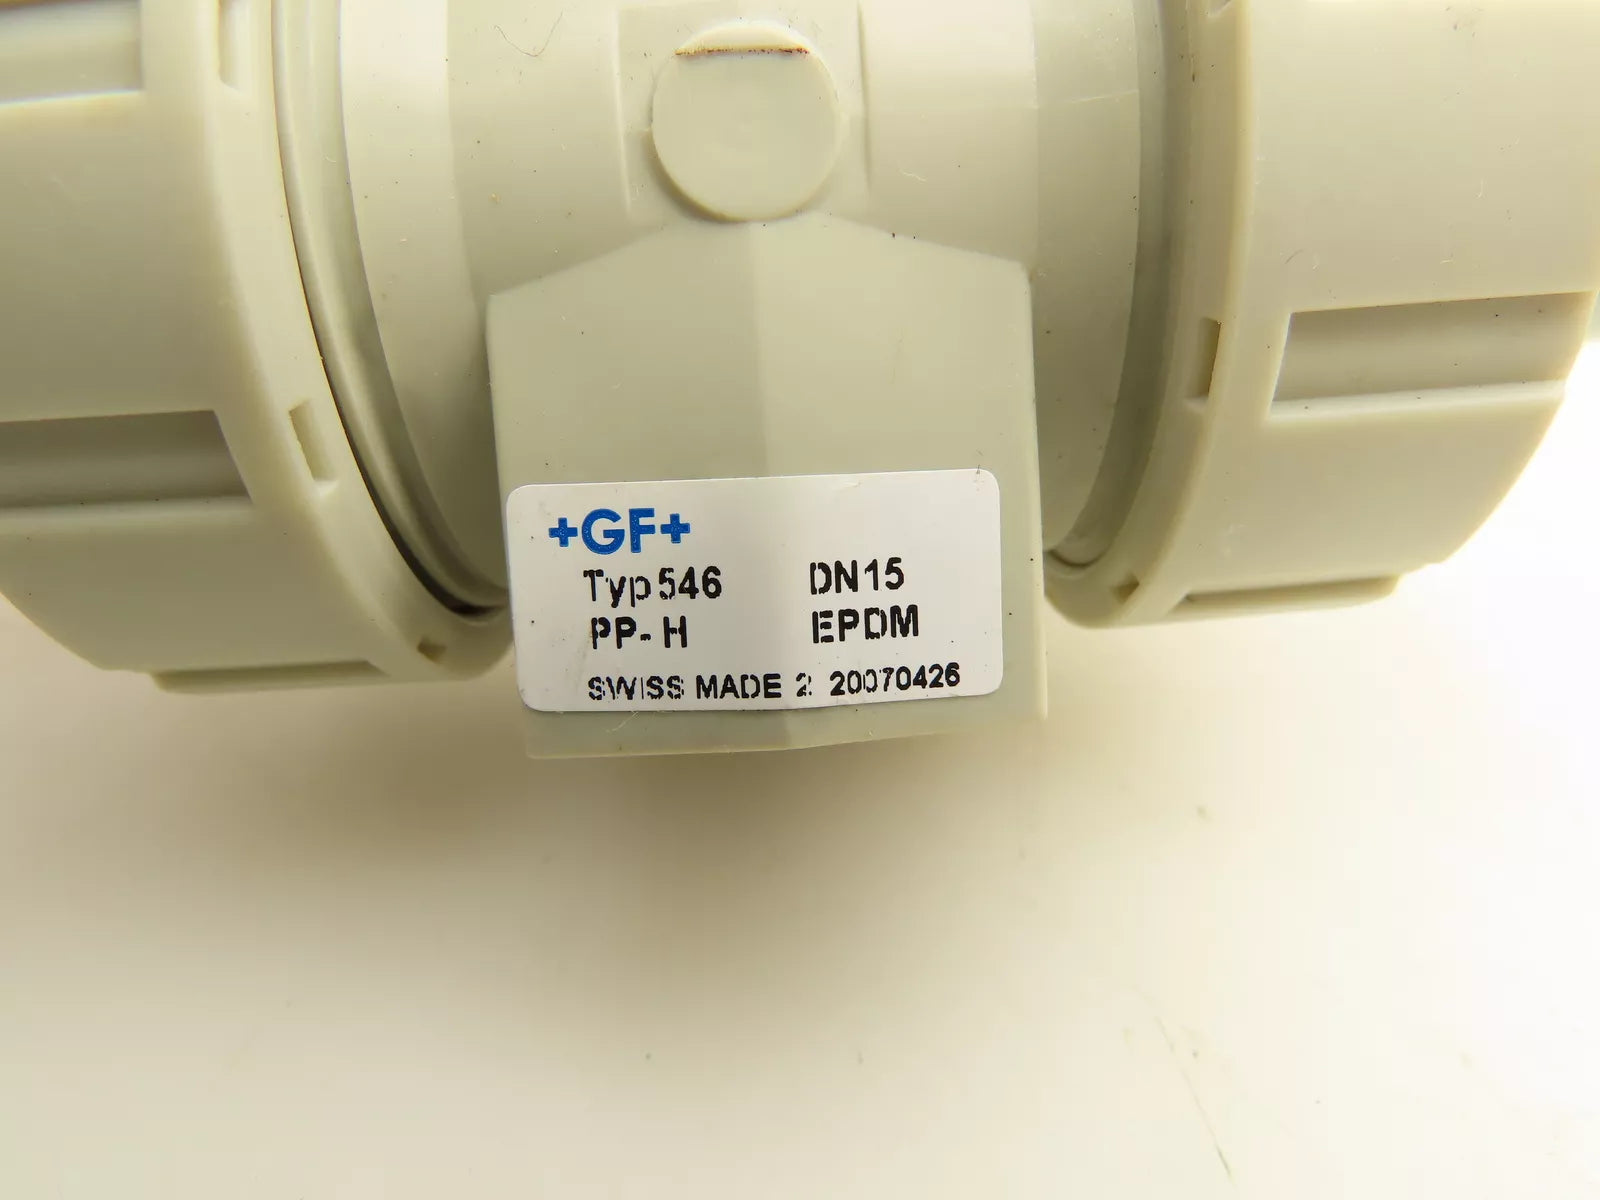 +GF+
Typ 546 DN15
PP-H EPDM
SWISS MADE 2 20070426